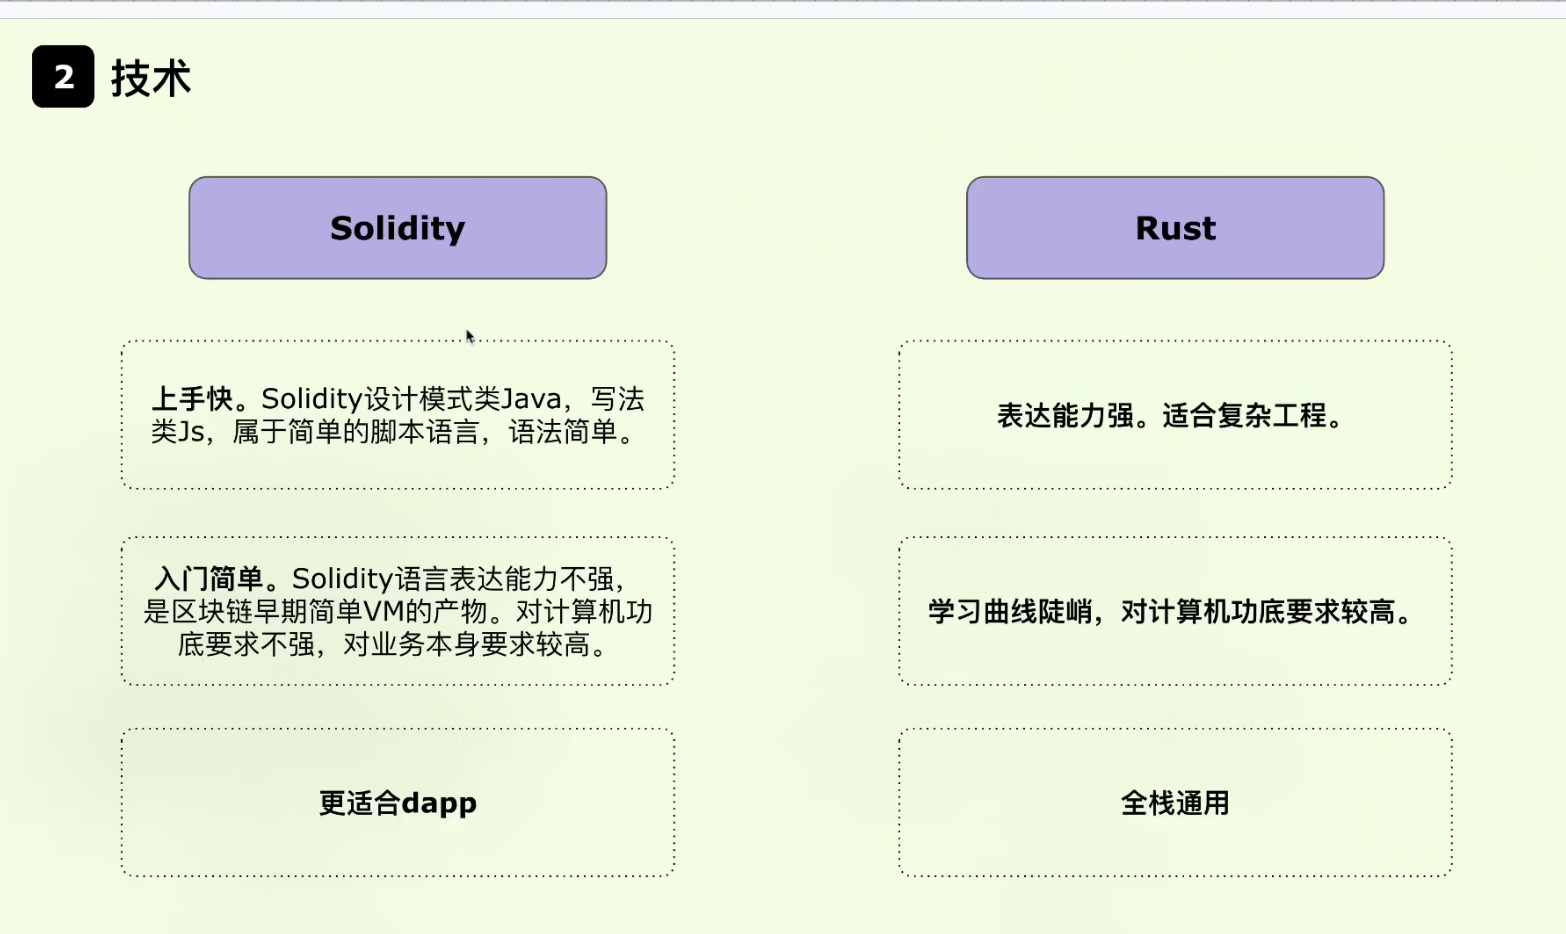 2 技术
Solidity
Rust
上手快。Solidity设计模式类Java，写法
类Js，属于简单的脚本语言，语法简单。
表达能力强。适合复杂工程。
入门简单。Solidity语言表达能力不强，
是区块链早期简单VM的产物。对计算机功
底要求不强，对业务本身要求较高。
学习曲线陡峭，对计算机功底要求较高。
更适合dapp
全栈通用